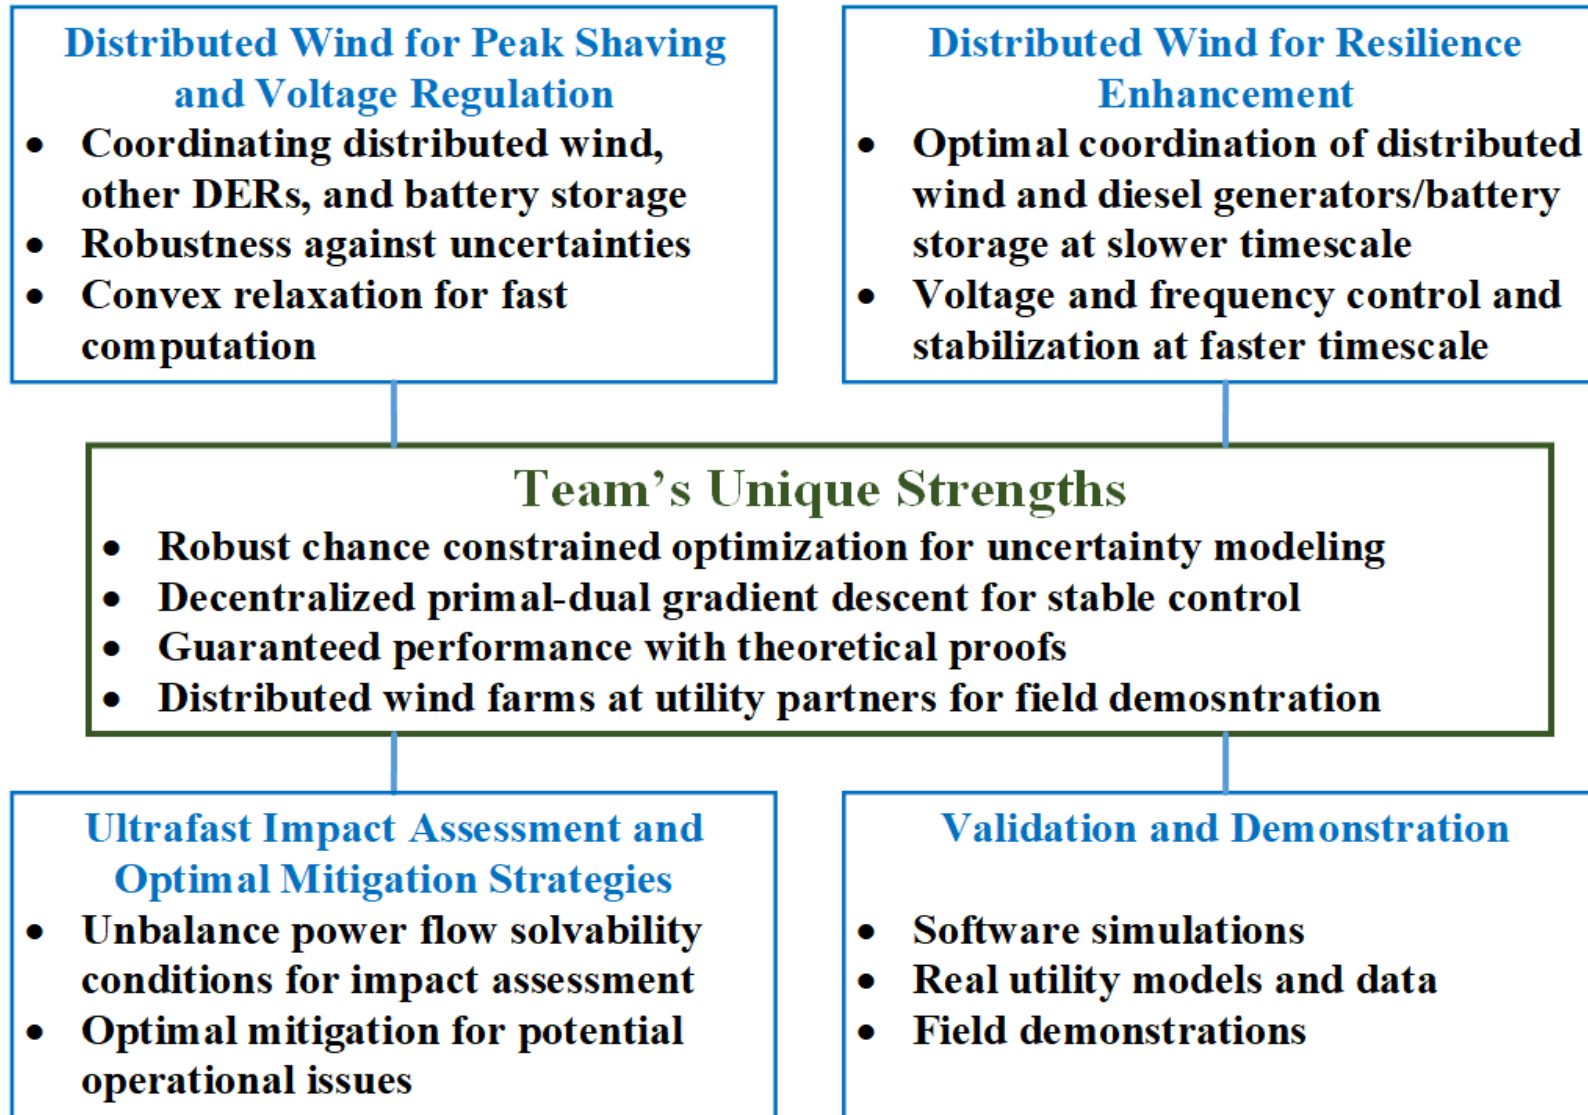 Distributed Wind for Peak Shaving
and Voltage Regulation
• Coordinating distributed wind,
other DERs, and battery storage
• Robustness against uncertainties
• Convex relaxation for fast
computation
Distributed Wind for Resilience
Enhancement
• Optimal coordination of distributed
wind and diesel generators/battery
storage at slower timescale
• Voltage and frequency control and
stabilization at faster timescale
Team's Unique Strengths
• Robust chance constrained optimization for uncertainty modeling
• Decentralized primal-dual gradient descent for stable control
• Guaranteed performance with theoretical proofs
• Distributed wind farms at utility partners for field demosntration
Ultrafast Impact Assessment and
Optimal Mitigation Strategies
• Unbalance power flow solvability
conditions for impact assessment
• Optimal mitigation for potential
operational issues
Validation and Demonstration
• Software simulations
• Real utility models and data
• Field demonstrations